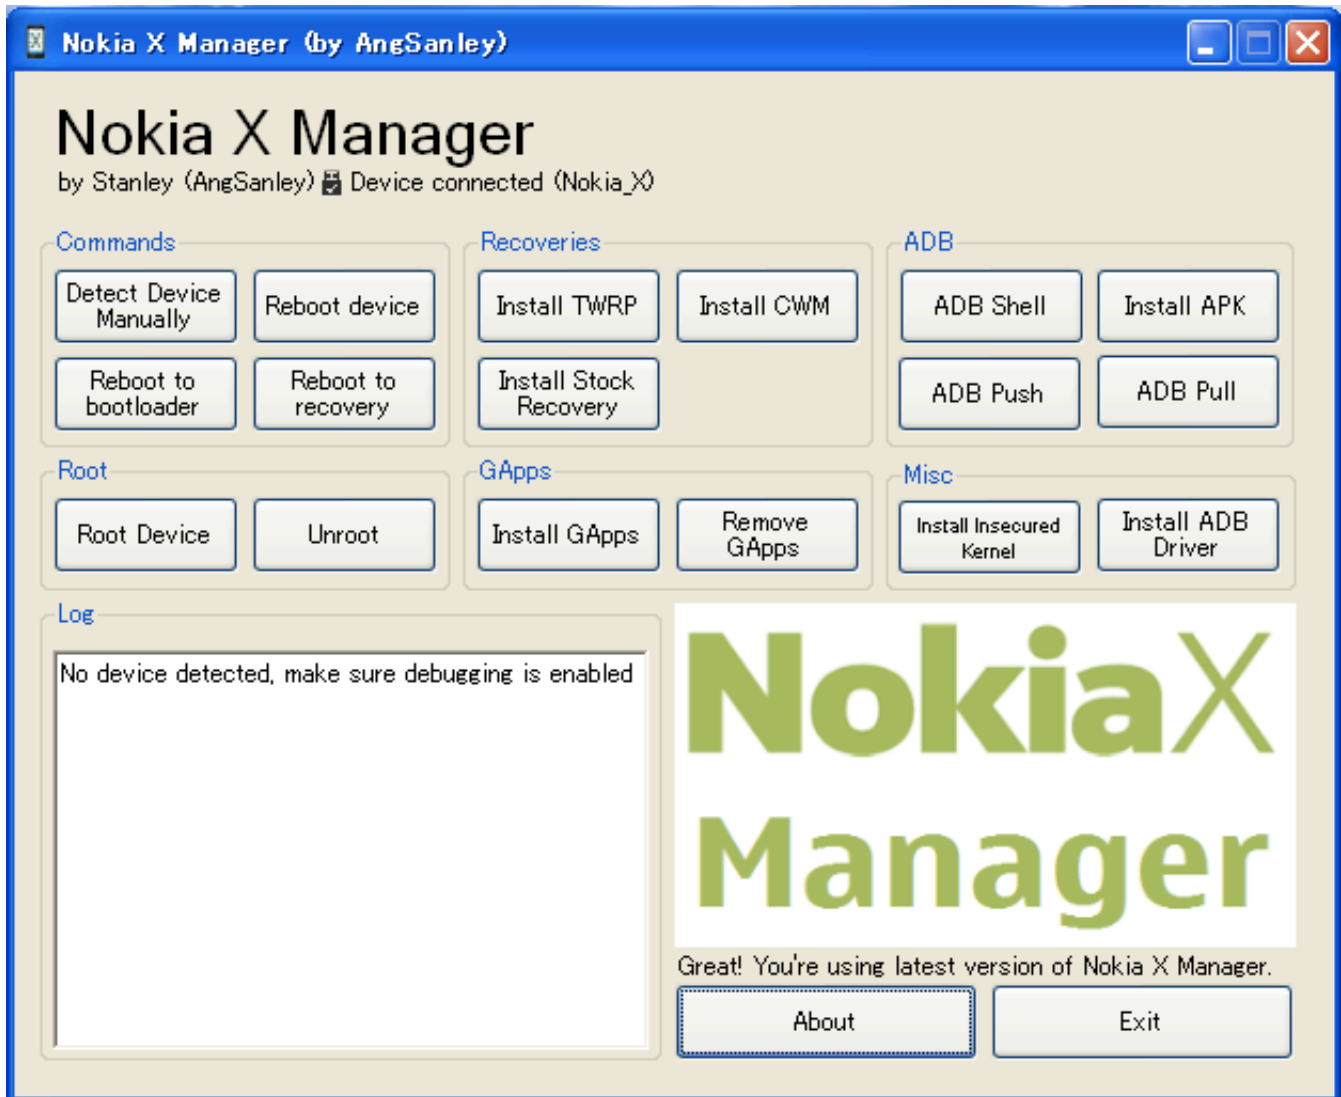 Nokia X Manager (by AngSanley)
Nokia X Manager
by Stanley (AngSanley) Device connected (Nokia_X)
Commands
Detect Device
Manually
Reboot device
Reboot to
bootloader
Reboot to
recovery
Recoveries
Install TWRP
Install CWM
Install Stock
Recovery
ADB
ADB Shell
Install APK
ADB Push
ADB Pull
Root
Root Device
Unroot
GApps
Install GApps
Remove
GApps
Misc
Install Insecured
Kernel
Install ADB
Driver
Log
No device detected, make sure debugging is enabled
NokiaX
Manager
Great! You're using latest version of Nokia X Manager.
About
Exit